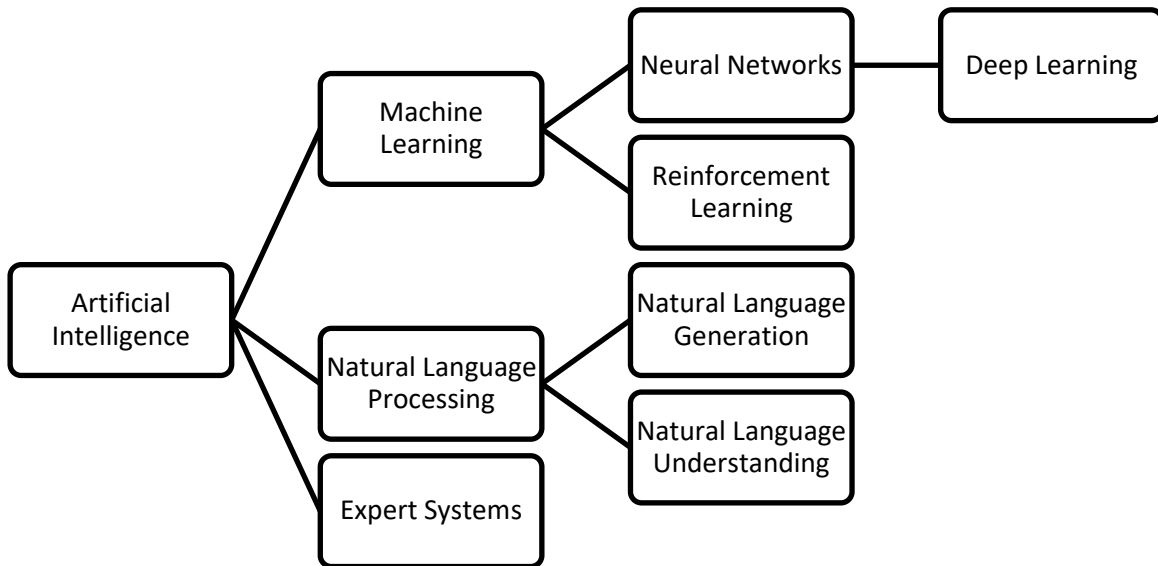 Neural Networks
Deep Learning
Machine
Learning
Reinforcement
Learning
Artificial
Intelligence
Natural Language
Generation
Natural Language
Processing
Natural Language
Understanding
Expert Systems